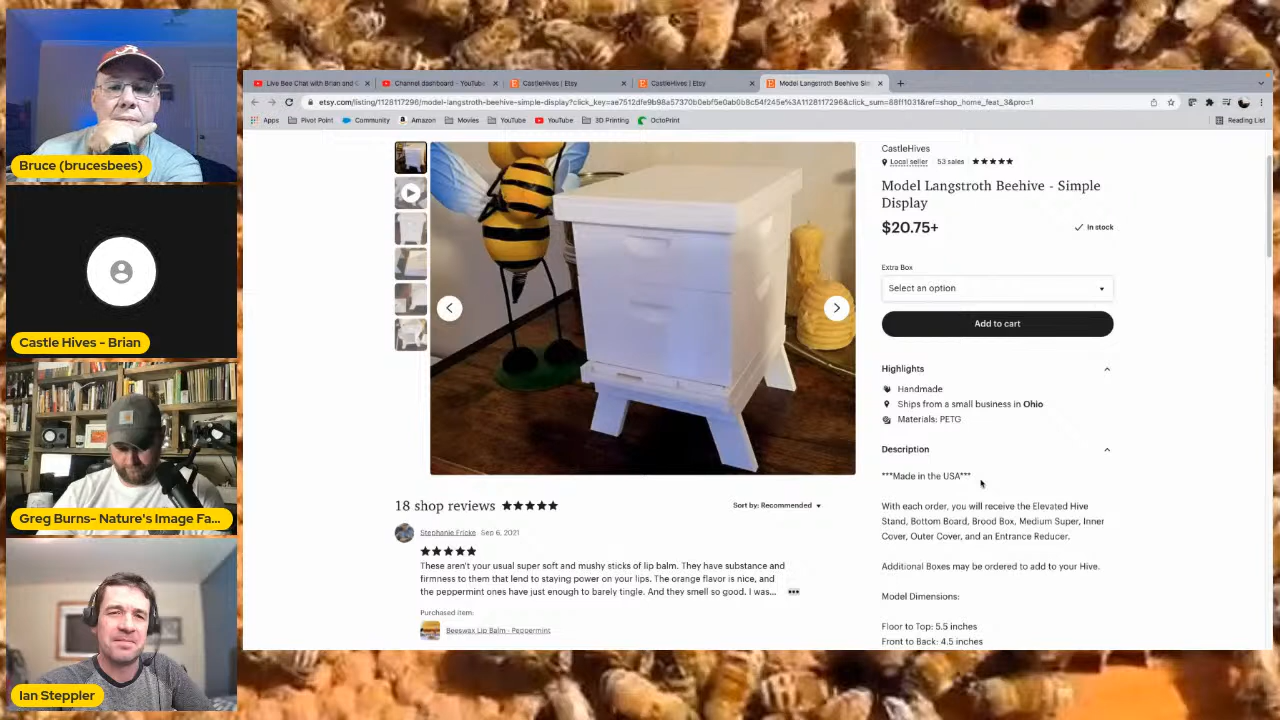 Bruce (brucesbees)
Castle Hives - Brian
Greg Burns- Nature's Image Fa...
Ian Steppler
Live Bee Chat with Brian and
Channel dashboard - YouTube
CastleHives | Etsy
CastleHives | Etsy
Model Langstroth Beehive Sim
Apps
Pivot Point
Community
Amazon
Movies
YouTube
YouTube
3D Printing
OctoPrint
Reading List
CastleHives
Local seller
53 sales
Model Langstroth Beehive - Simple
Display
$20.75+
In stock
Extra Box
Select an option
Add to cart
Highlights
Handmade
Ships from a small business in Ohio
Materials: PETG
Description
***Made in the USA***
With each order, you will receive the Elevated Hive
Stand, Bottom Board, Brood Box, Medium Super, Inner
Cover, Outer Cover, and an Entrance Reducer.
Additional Boxes may be ordered to add to your Hive.
Model Dimensions:
Floor to Top: 5.5 inches
Front to Back: 4.5 inches
18 shop reviews
Sort by: Recommended
Stephanie Fricke Sep 6, 2021
These aren't your usual super soft and mushy sticks of lip balm. They have substance and
firmness to them that lend to staying power on your lips. The orange flavor is nice, and
the peppermint ones have just enough to barely tingle. And they smell so good. I was...
Purchased item:
Beeswax Lip Balm - Peppermint